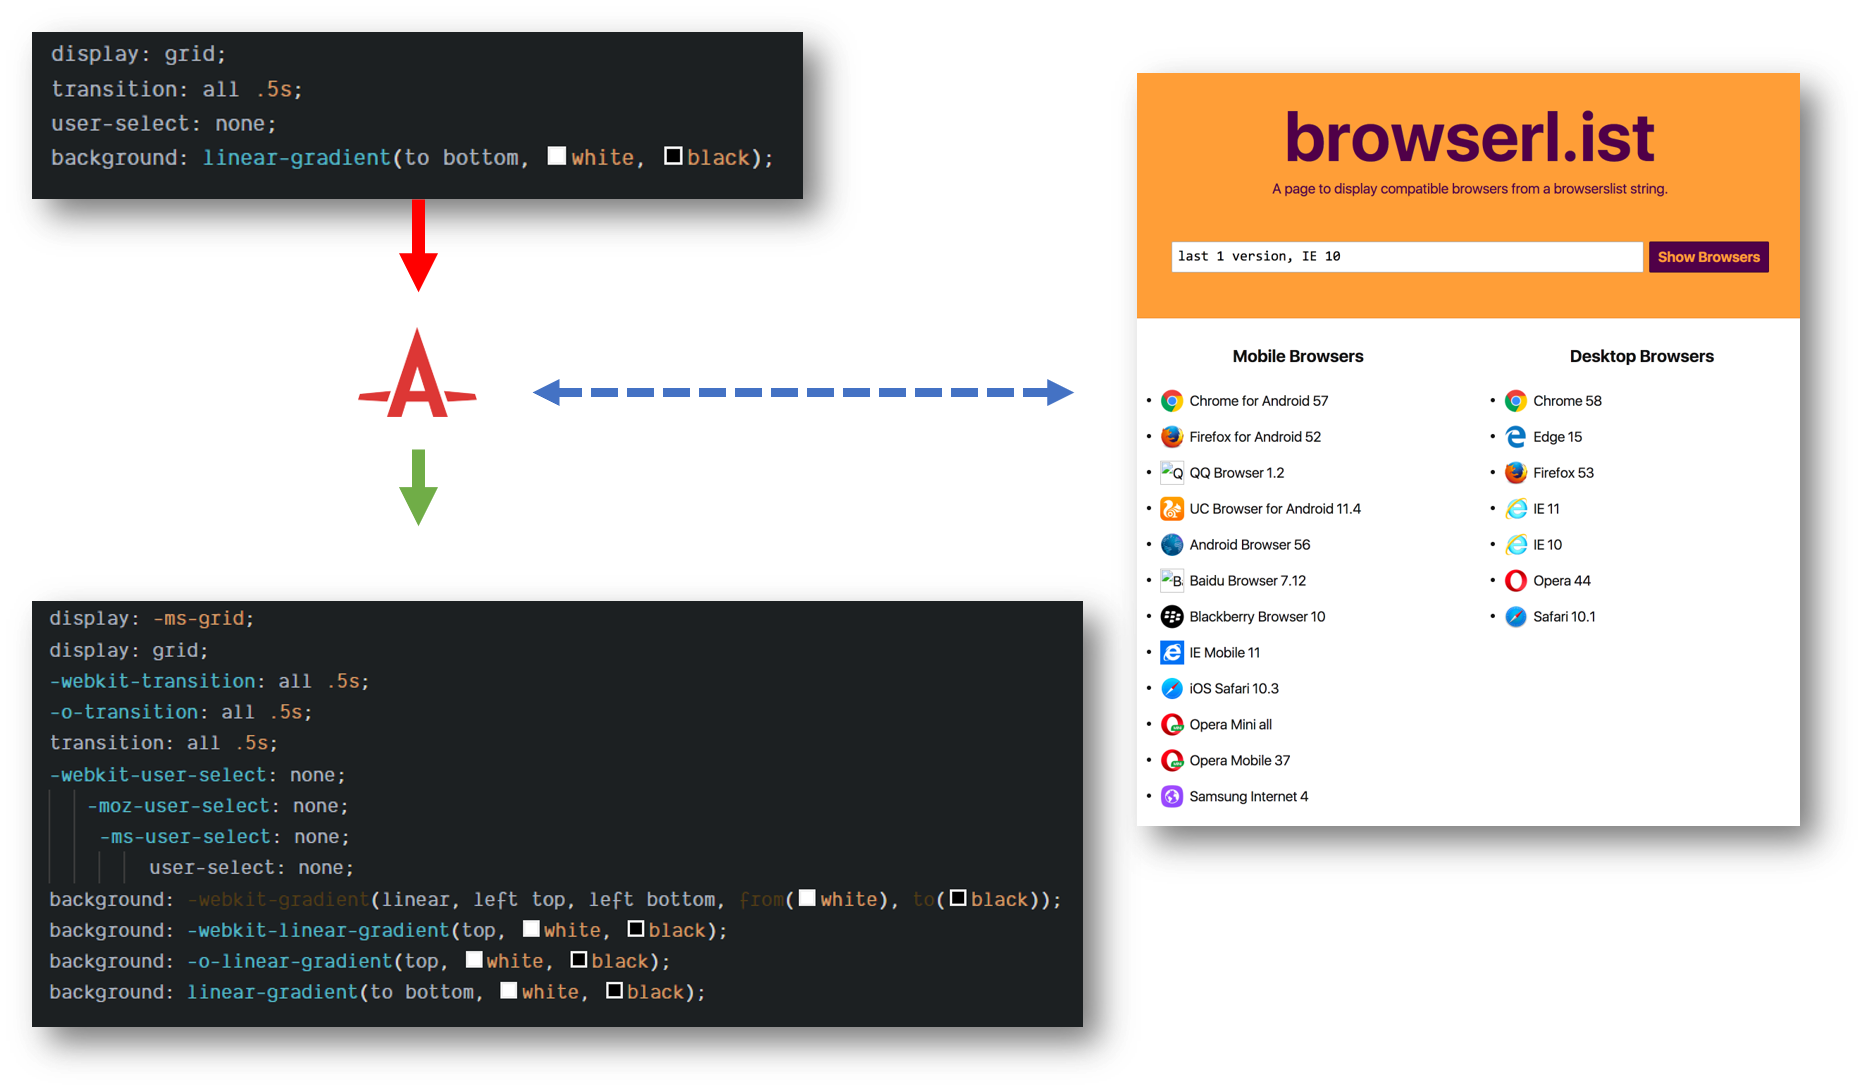 display: grid;
transition: all .5s;
user-select: none;
background: linear-gradient(to bottom, white, black);
A
display: -ms-grid;
display: grid;
-webkit-transition: all .5s;
-o-transition: all .5s;
transition: all .5s;
-webkit-user-select: none;
-moz-user-select: none;
-ms-user-select: none;
user-select: none;
background: -webkit-gradient(linear, left top, left bottom, from(white), to(black));
background: -webkit-linear-gradient(top, white, black);
background: -o-linear-gradient(top, white, black);
background: linear-gradient(to bottom, white, black);
browserl.ist
A page to display compatible browsers from a browserslist string.
last 1 version, IE 10
Show Browsers
Mobile Browsers
Chrome for Android 57
Firefox for Android 52
Q QQ Browser 1.2
UC Browser for Android 11.4
Android Browser 56
Ba Baidu Browser 7.12
Blackberry Browser 10
IE Mobile 11
iOS Safari 10.3
Opera Mini all
Opera Mobile 37
Samsung Internet 4
Desktop Browsers
Chrome 58
Edge 15
Firefox 53
IE 11
IE 10
Opera 44
Safari 10.1